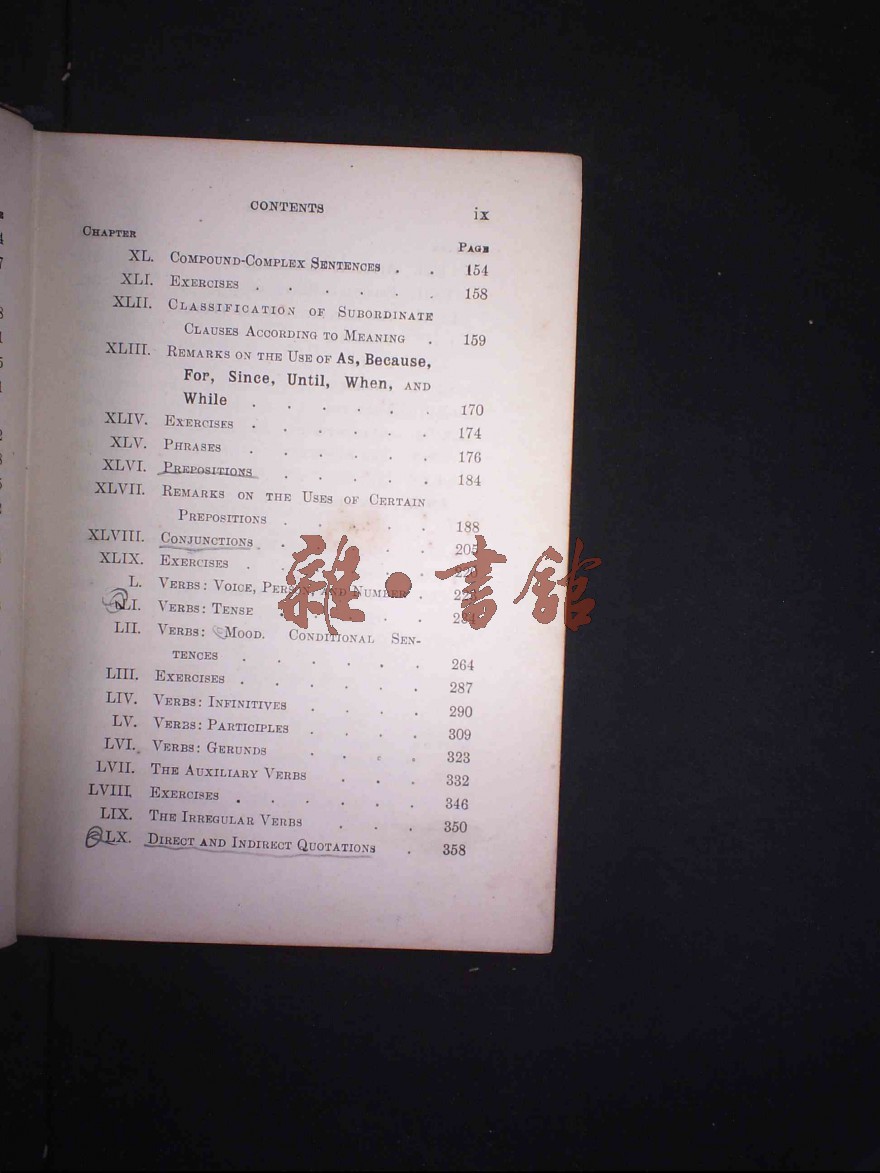 CONTENTS ix
CHAPTER PAGE
XL. COMPOUND-COMPLEX SENTENCES . . 154
XLI. EXERCISES . . . . . . 158
XLII. CLASSIFICATION OF SUBORDINATE
CLAUSES ACCORDING TO MEANING . 159
XLIII. REMARKS ON THE USE OF As, Because,
For, Since, Until, When, AND
While . . . . . . 170
XLIV. EXERCISES . . . . . . 174
XLV. PHRASES . . . . . 176
XLVI. PREPOSITIONS . . . . . 184
XLVII. REMARKS ON THE USES OF CERTAIN
PREPOSITIONS . . . . . 188
XLVIII. CONJUNCTIONS . . . . . 205
XLIX. EXERCISES . . . . . .
L. VERBS: VOICE, PERSON, AND NUMBER .
LI. VERBS: TENSE . . . . .
LII. VERBS: MOOD. CONDITIONAL SEN-
TENCES . . . . . . 264
LIII. EXERCISES . . . . . . 287
LIV. VERBS: INFINITIVES . . . . 290
LV. VERBS: PARTICIPLES . . . . 309
LVI. VERBS: GERUNDS . . . . 323
LVII. THE AUXILIARY VERBS . . . 332
LVIII. EXERCISES . . . . . . 346
LIX. THE IRREGULAR VERBS . . . 350
LX. DIRECT AND INDIRECT QUOTATIONS . 358
雜·書館